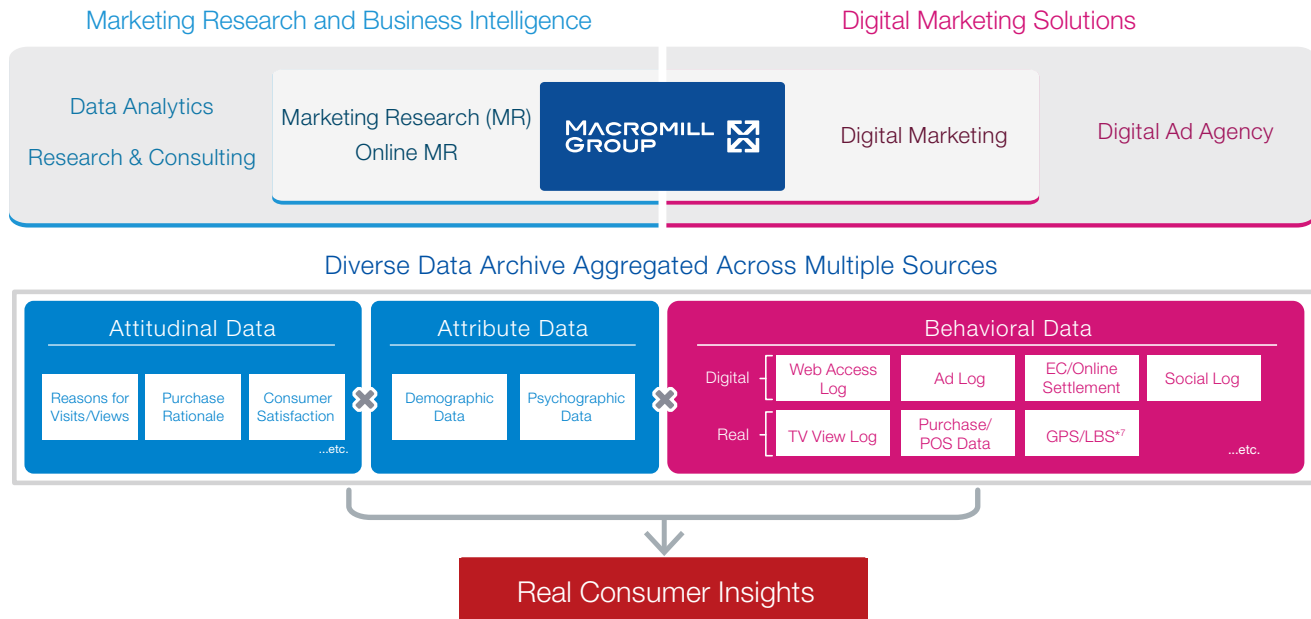 Marketing Research and Business Intelligence
Digital Marketing Solutions
Data Analytics
Research & Consulting
Marketing Research (MR)
Online MR
MACROMILL
GROUP
Digital Marketing
Digital Ad Agency
Diverse Data Archive Aggregated Across Multiple Sources
Attitudinal Data
Reasons for
Visits/Views
Purchase
Rationale
Consumer
Satisfaction
...etc.
Attribute Data
Demographic
Data
Psychographic
Data
Behavioral Data
Digital
Web Access
Log
Ad Log
EC/Online
Settlement
Social Log
Real
TV View Log
Purchase/
POS Data
GPS/LBS*7
...etc.
Real Consumer Insights